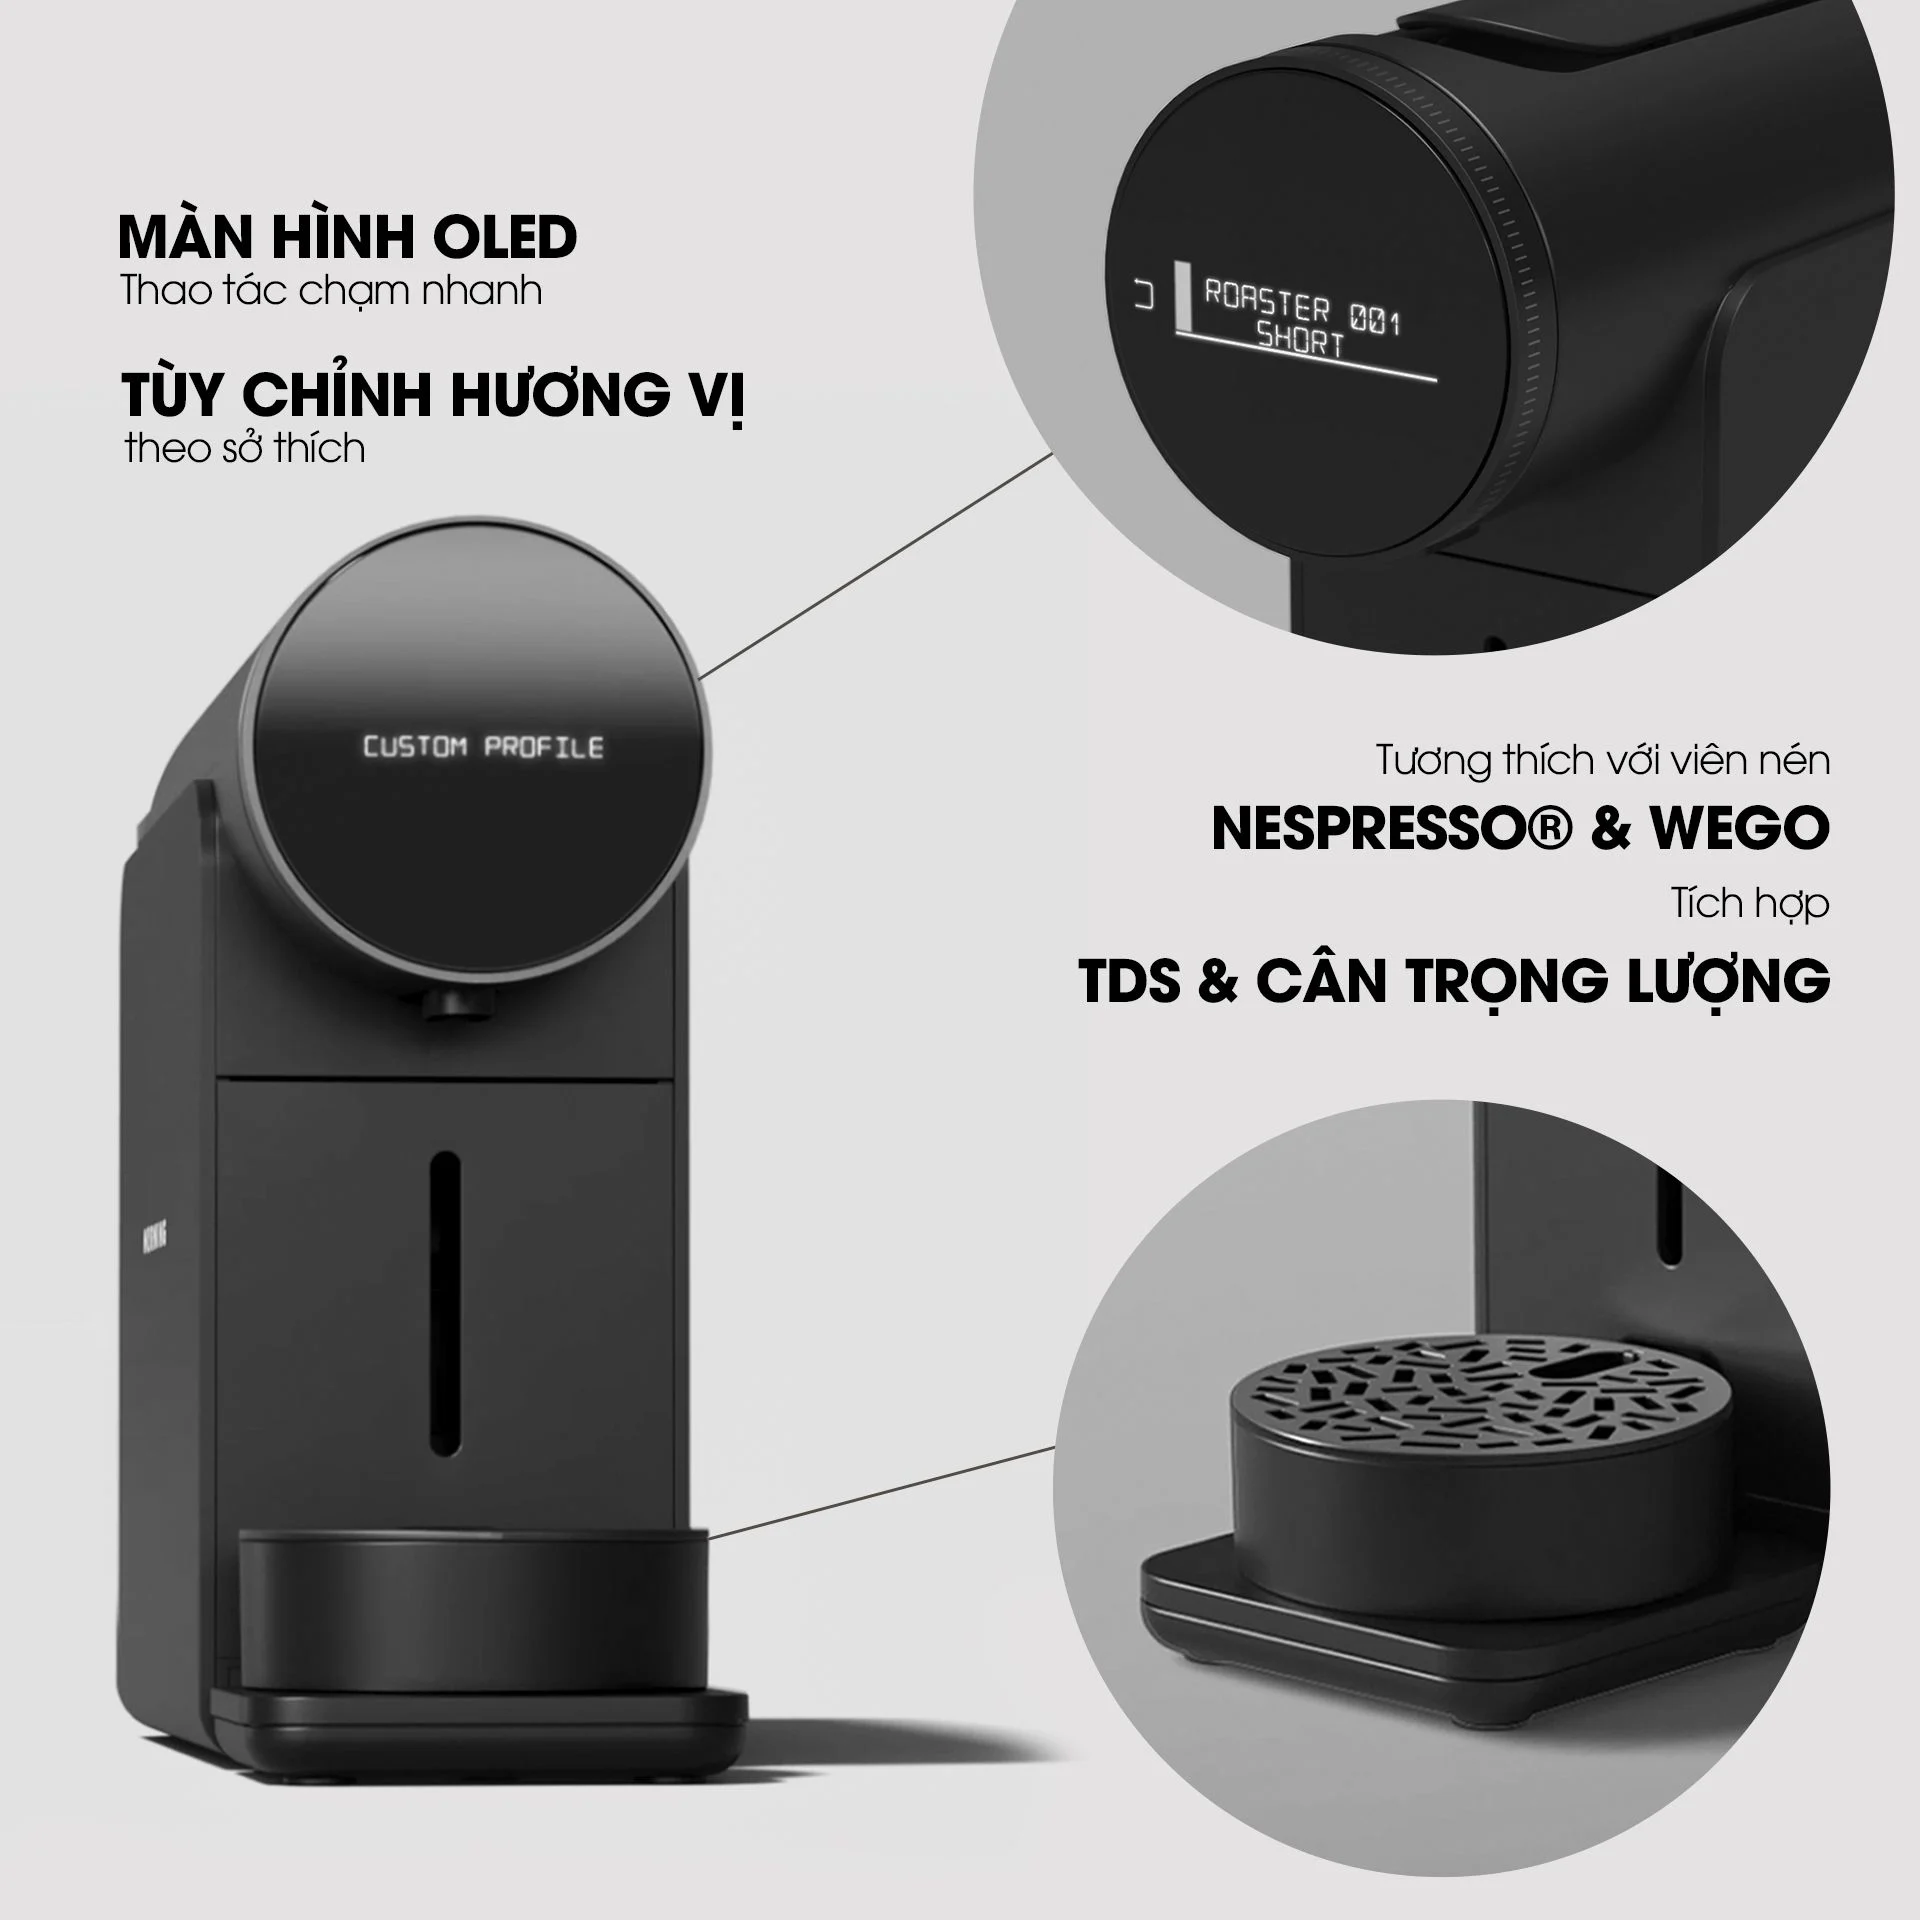 MÀN HÌNH OLED
Thao tác chạm nhanh
TÙY CHỈNH HƯƠNG VỊ
theo sở thích
ROASTER 001
SHORT
CUSTOM PROFILE
Tương thích với viên nén
NESPRESSO® & WEGO
Tích hợp
TDS & CÂN TRỌNG LƯỢNG
MORNING